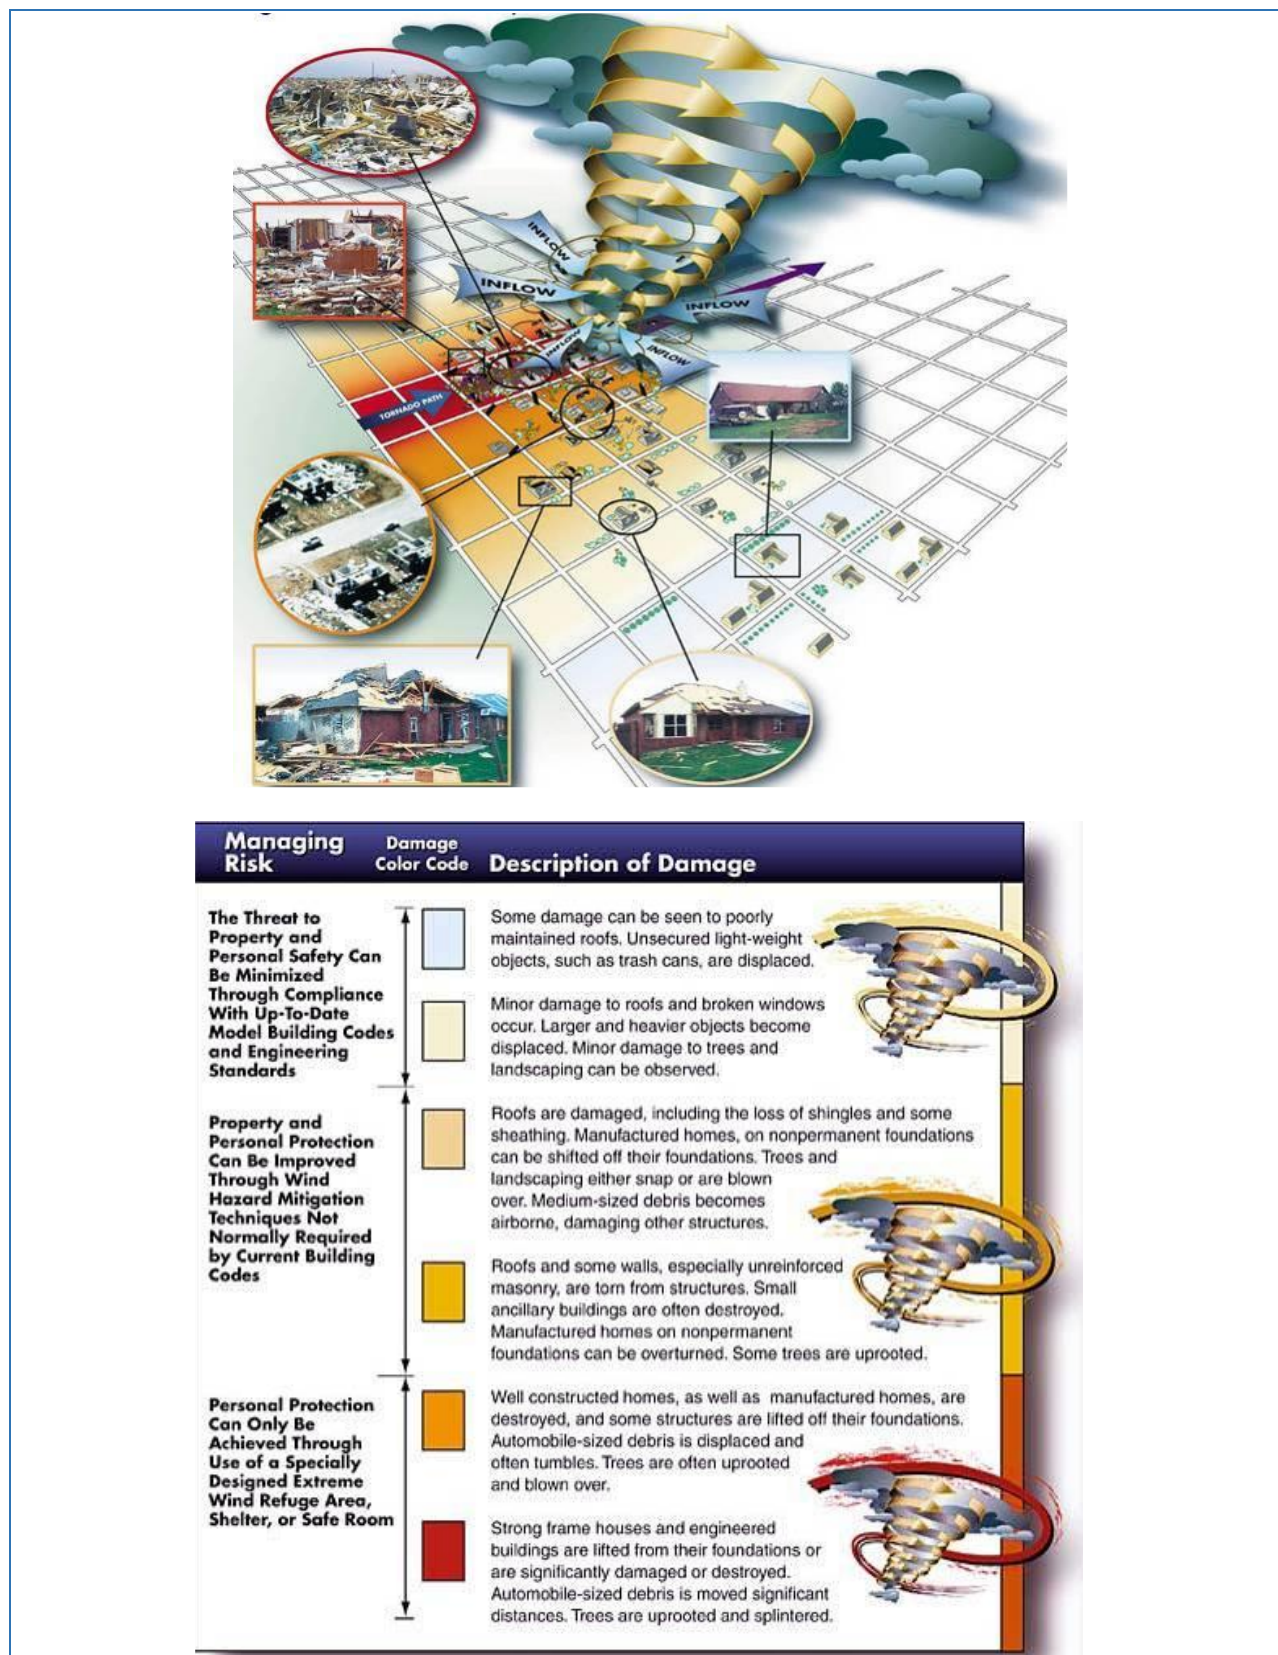 INFLOW
INFLOW
INFLOW
INFLOW
INFLOW
TORNADO PATH
Managing
Risk
Damage
Color Code
Description of Damage
The Threat to
Property and
Personal Safety Can
Be Minimized
Through Compliance
With Up-To-Date
Model Building Codes
and Engineering
Standards
Some damage can be seen to poorly
maintained roofs. Unsecured light-weight
objects, such as trash cans, are displaced.
Minor damage to roofs and broken windows
occur. Larger and heavier objects become
displaced. Minor damage to trees and
landscaping can be observed.
Property and
Personal Protection
Can Be Improved
Through Wind
Hazard Mitigation
Techniques Not
Normally Required
by Current Building
Codes
Roofs are damaged, including the loss of shingles and some
sheathing. Manufactured homes, on nonpermanent foundations
can be shifted off their foundations. Trees and
landscaping either snap or are blown
over. Medium-sized debris becomes
airborne, damaging other structures.
Roofs and some walls, especially unreinforced
masonry, are torn from structures. Small
ancillary buildings are often destroyed.
Manufactured homes on nonpermanent
foundations can be overturned. Some trees are uprooted.
Personal Protection
Can Only Be
Achieved Through
Use of a Specially
Designed Extreme
Wind Refuge Area,
Shelter, or Safe Room
Well constructed homes, as well as manufactured homes, are
destroyed, and some structures are lifted off their foundations.
Automobile-sized debris is displaced and
often tumbles. Trees are often uprooted
and blown over.
Strong frame houses and engineered
buildings are lifted from their foundations or
are significantly damaged or destroyed.
Automobile-sized debris is moved significant
distances. Trees are uprooted and splintered.